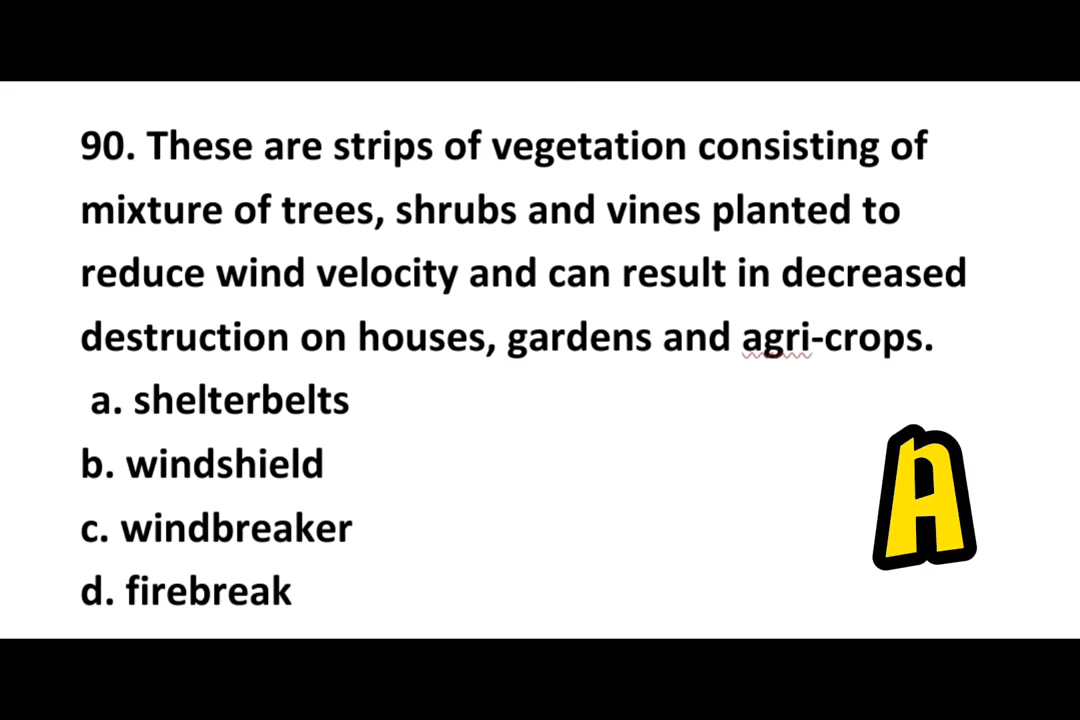 90. These are strips of vegetation consisting of
mixture of trees, shrubs and vines planted to
reduce wind velocity and can result in decreased
destruction on houses, gardens and agri-crops.
a. shelterbelts
b. windshield
c. windbreaker
d. firebreak
A